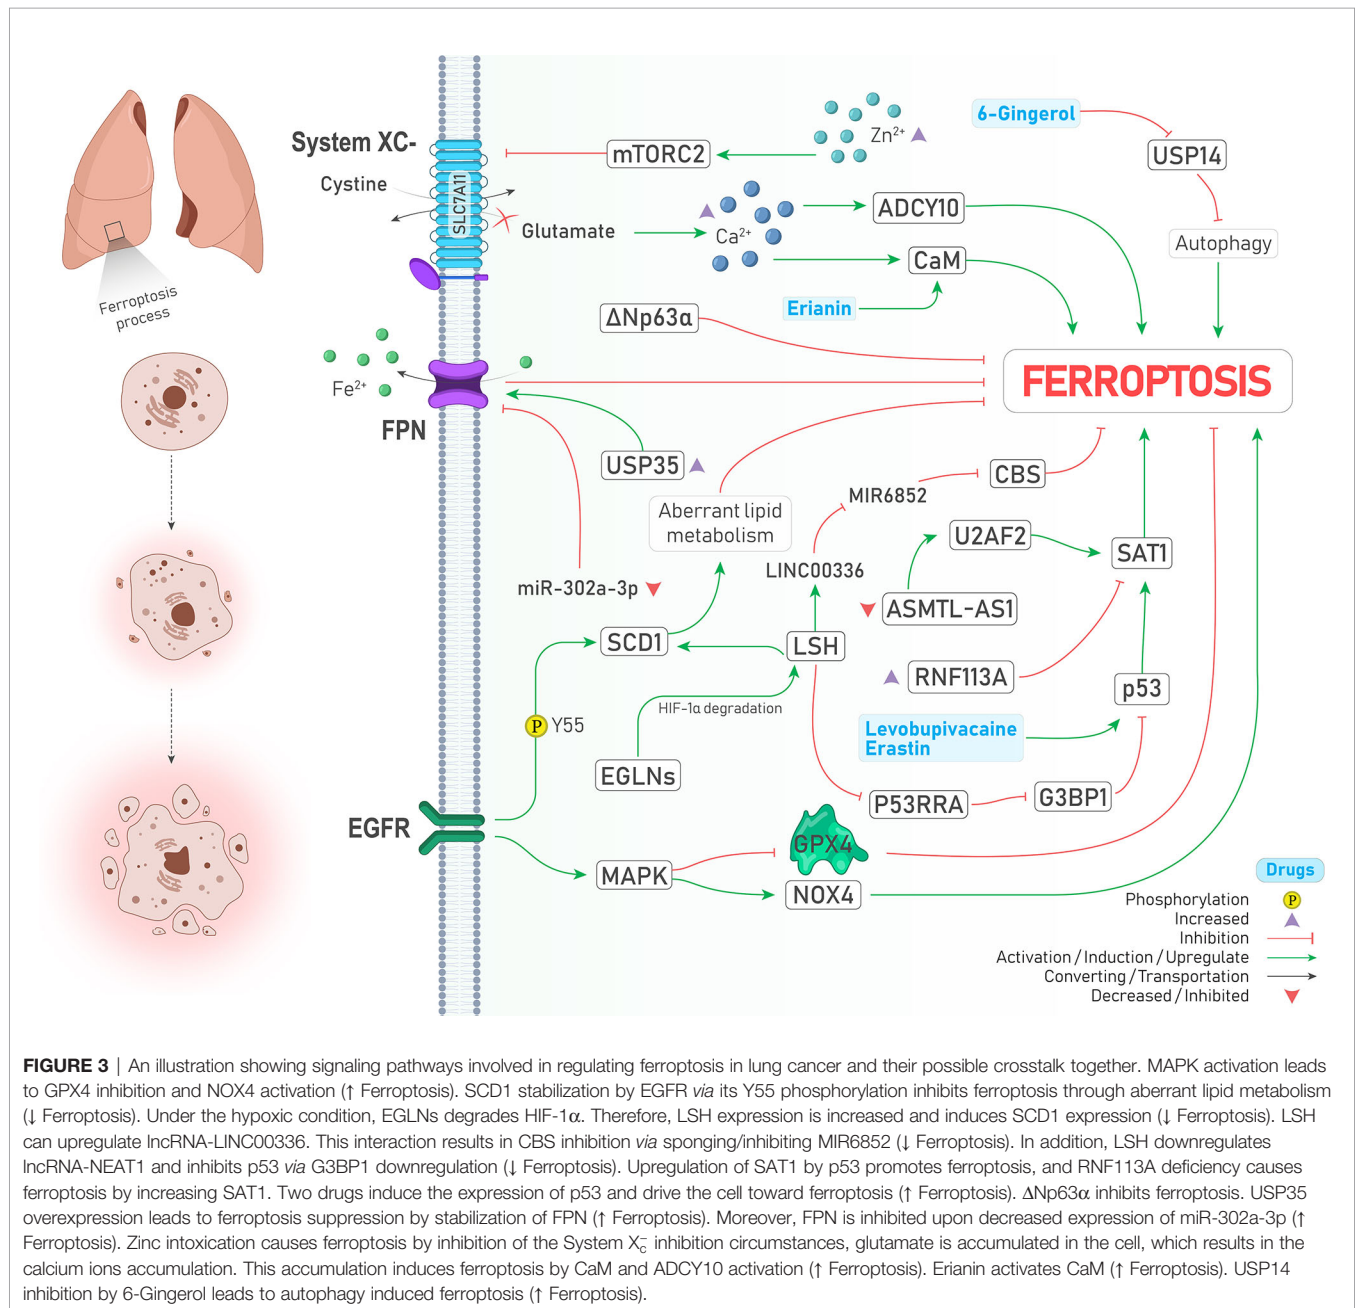 System XC-
Cystine
SLC7A11
Glutamate
mTORC2
Zn²⁺
Ca²⁺
ADCY10
CaM
Erianin
6-Gingerol
USP14
Autophagy
Ferroptosis
process
ΔNp63α
FERROPTOSIS
Fe²⁺
FPN
USP35
Aberrant lipid
metabolism
miR-302a-3p
MIR6852
CBS
LINC00336
U2AF2
SAT1
ASMTL-AS1
SCD1
LSH
RNF113A
p53
HIF-1α degradation
P Y55
EGLNs
Levobupivacaine
Erastin
P53RRA
G3BP1
EGFR
MAPK
GPX4
NOX4
Drugs
Phosphorylation P
Increased
Inhibition
Activation/Induction/Upregulate
Converting/Transportation
Decreased/Inhibited
FIGURE 3 | An illustration showing signaling pathways involved in regulating ferroptosis in lung cancer and their possible crosstalk together. MAPK activation leads
to GPX4 inhibition and NOX4 activation (↑ Ferroptosis). SCD1 stabilization by EGFR via its Y55 phosphorylation inhibits ferroptosis through aberrant lipid metabolism
(↓ Ferroptosis). Under the hypoxic condition, EGLNs degrades HIF-1α. Therefore, LSH expression is increased and induces SCD1 expression (↓ Ferroptosis). LSH
can upregulate lncRNA-LINC00336. This interaction results in CBS inhibition via sponging/inhibiting MIR6852 (↓ Ferroptosis). In addition, LSH downregulates
lncRNA-NEAT1 and inhibits p53 via G3BP1 downregulation (↓ Ferroptosis). Upregulation of SAT1 by p53 promotes ferroptosis, and RNF113A deficiency causes
ferroptosis by increasing SAT1. Two drugs induce the expression of p53 and drive the cell toward ferroptosis (↑ Ferroptosis). ΔNp63α inhibits ferroptosis. USP35
overexpression leads to ferroptosis suppression by stabilization of FPN (↑ Ferroptosis). Moreover, FPN is inhibited upon decreased expression of miR-302a-3p (↑
Ferroptosis). Zinc intoxication causes ferroptosis by inhibition of the System X꜀⁻ inhibition circumstances, glutamate is accumulated in the cell, which results in the
calcium ions accumulation. This accumulation induces ferroptosis by CaM and ADCY10 activation (↑ Ferroptosis). Erianin activates CaM (↑ Ferroptosis). USP14
inhibition by 6-Gingerol leads to autophagy induced ferroptosis (↑ Ferroptosis).